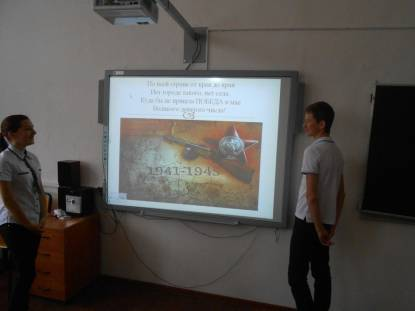 По всей стране от края до края
Нет города такого, нет села
Куда бы не пришла ПОБЕДА в мае
Великого девятого числа!
1941-1945